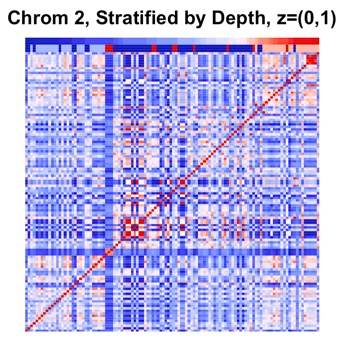 Chrom 2, Stratified by Depth, z=(0,1)